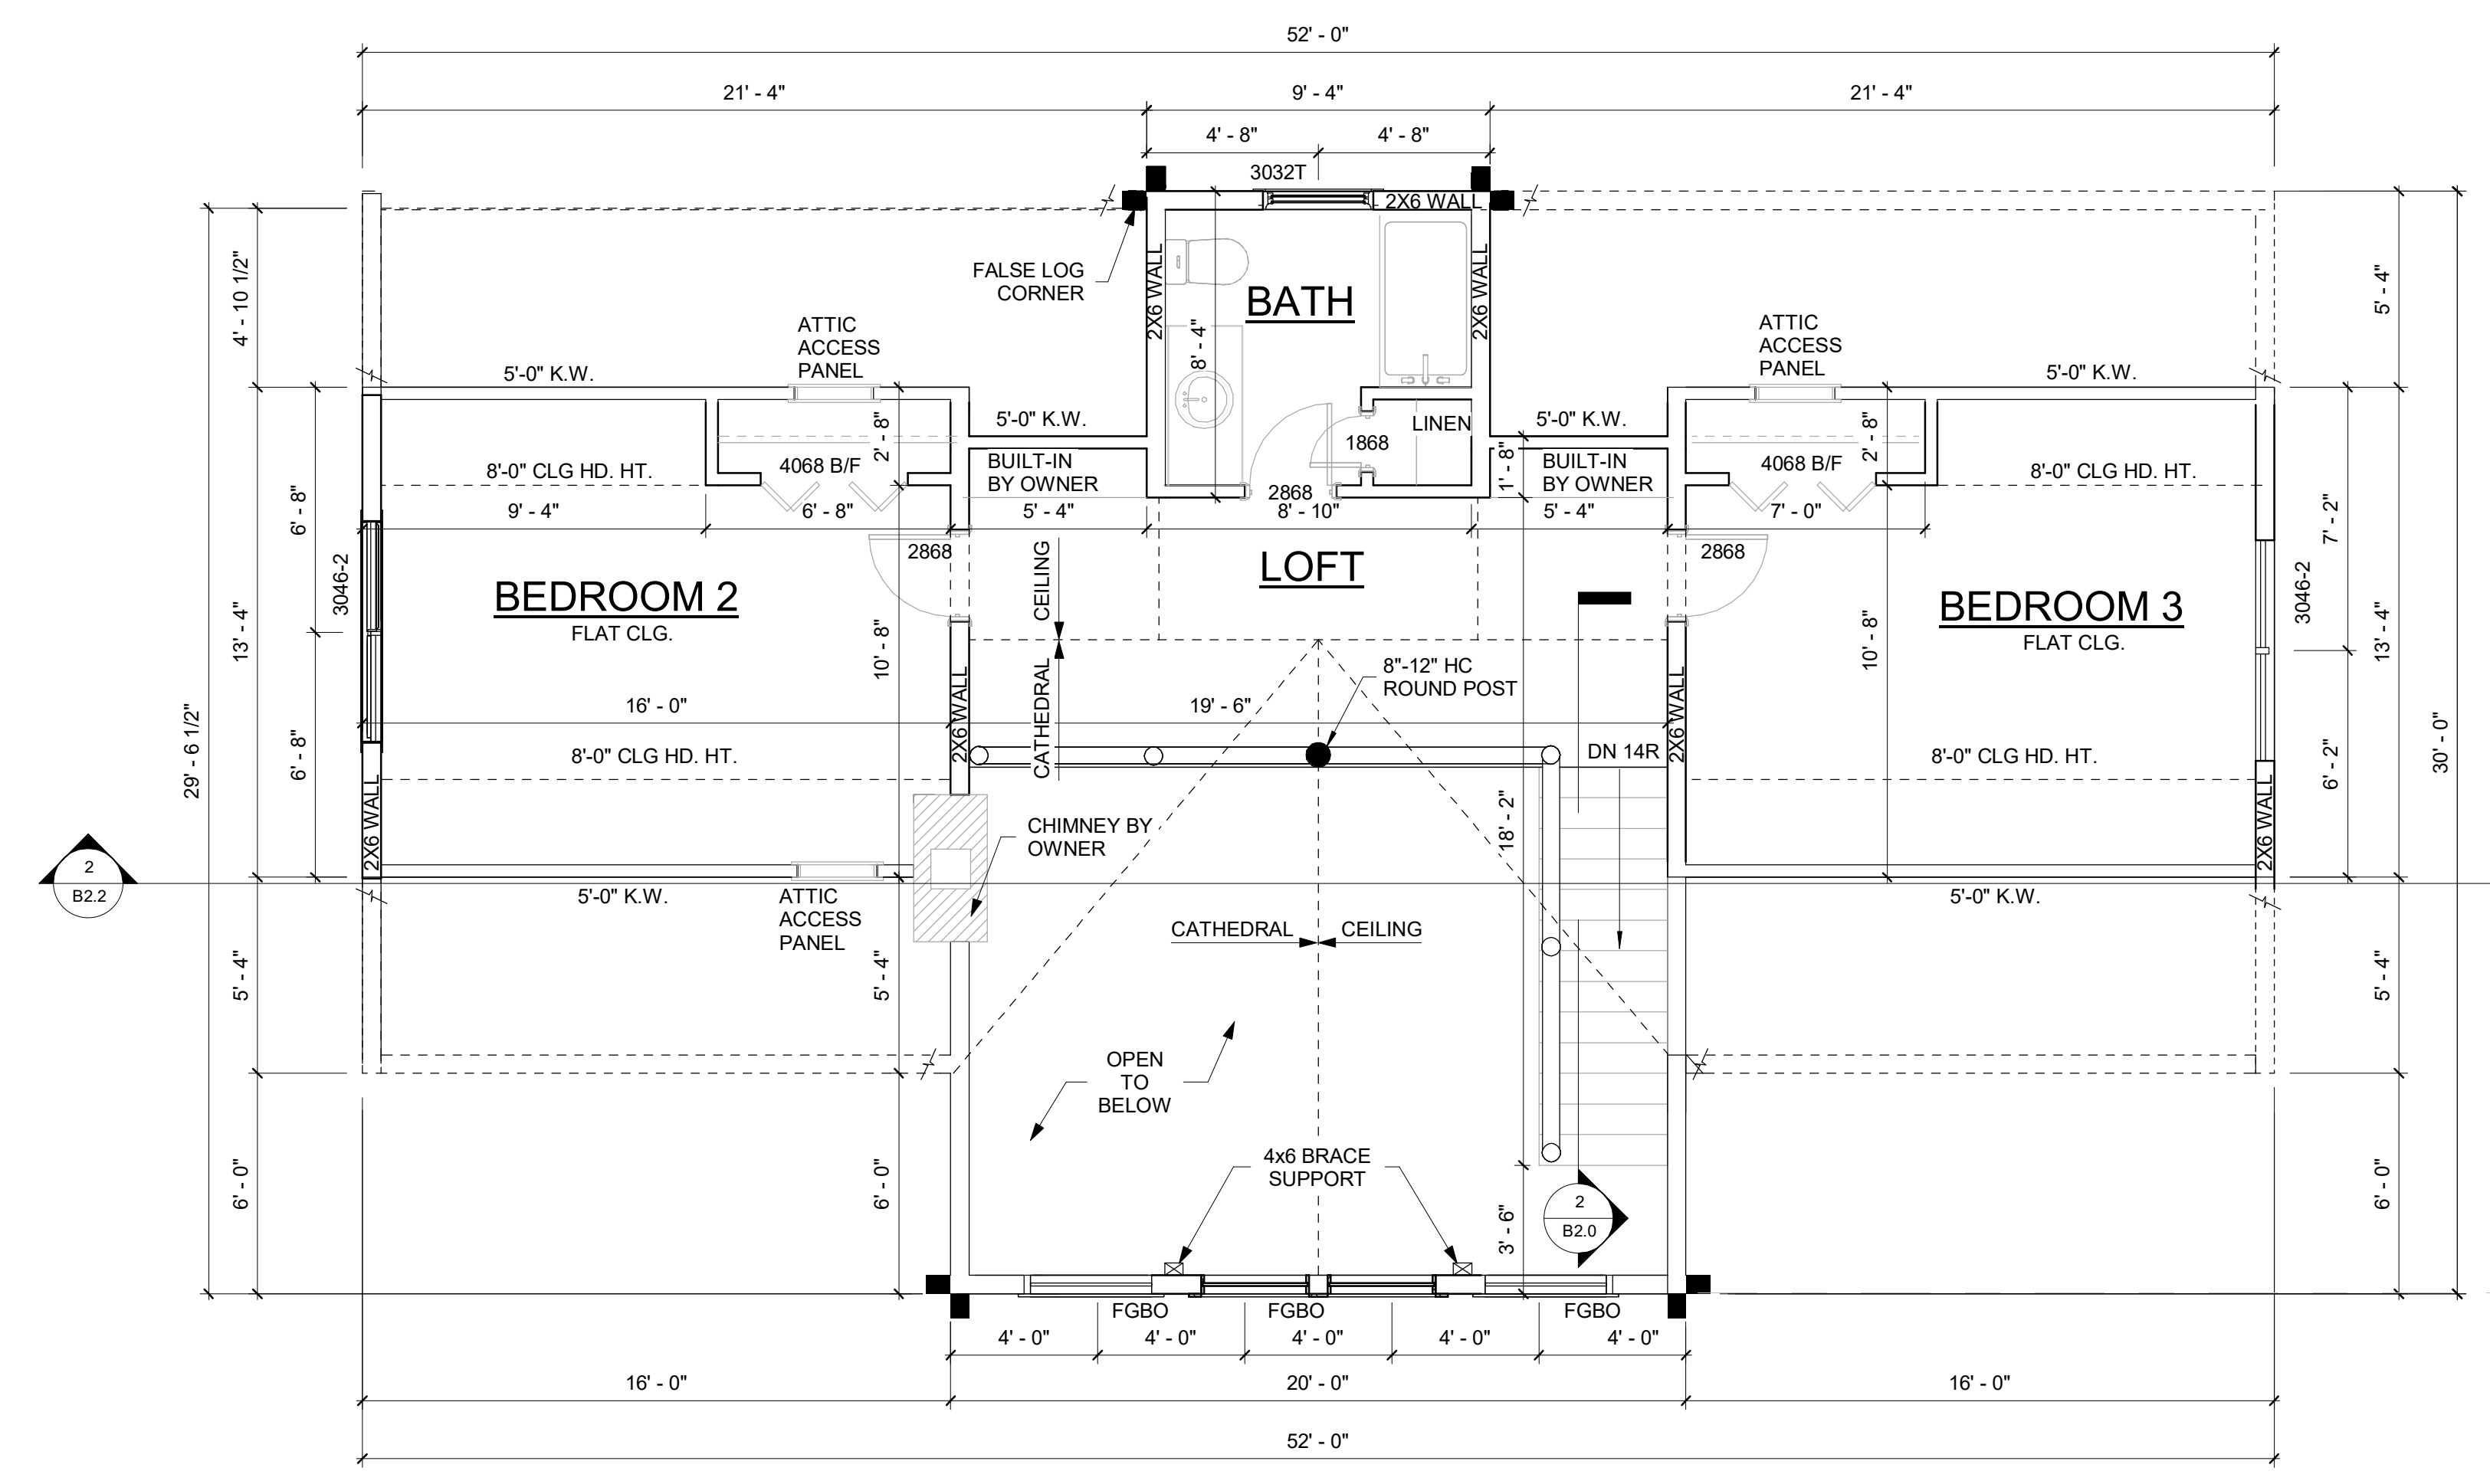 52' - 0"
21' - 4"
9' - 4"
21' - 4"
4' - 8"
4' - 8"
3032T
2X6 WALL
FALSE LOG
CORNER
2X6 WALL
BATH
2X6 WALL
8' - 4"
4' - 10 1/2"
5' - 4"
ATTIC
ACCESS
PANEL
ATTIC
ACCESS
PANEL
5'-0" K.W.
5'-0" K.W.
5'-0" K.W.
5'-0" K.W.
LINEN
1868
2' - 8"
2' - 8"
1' - 8"
8'-0" CLG HD. HT.
4068 B/F
BUILT-IN
BY OWNER
BUILT-IN
BY OWNER
4068 B/F
8'-0" CLG HD. HT.
2868
9' - 4"
6' - 8"
5' - 4"
8' - 10"
5' - 4"
7' - 0"
6' - 8"
7' - 2"
2868
2868
3046-2
3046-2
CEILING
LOFT
BEDROOM 2
FLAT CLG.
BEDROOM 3
FLAT CLG.
13' - 4"
10' - 8"
10' - 8"
13' - 4"
8"-12" HC
ROUND POST
CATHEDRAL
2X6 WALL
2X6 WALL
16' - 0"
19' - 6"
29' - 6 1/2"
30' - 0"
6' - 8"
6' - 2"
8'-0" CLG HD. HT.
DN 14R
8'-0" CLG HD. HT.
2X6 WALL
2X6 WALL
18' - 2"
CHIMNEY BY
OWNER
2
B2.2
5'-0" K.W.
ATTIC
ACCESS
PANEL
5'-0" K.W.
CATHEDRAL
CEILING
5' - 4"
5' - 4"
5' - 4"
OPEN
TO
BELOW
4x6 BRACE
SUPPORT
6' - 0"
6' - 0"
6' - 0"
3' - 6"
2
B2.0
FGBO
FGBO
FGBO
4' - 0"
4' - 0"
4' - 0"
4' - 0"
4' - 0"
16' - 0"
20' - 0"
16' - 0"
52' - 0"